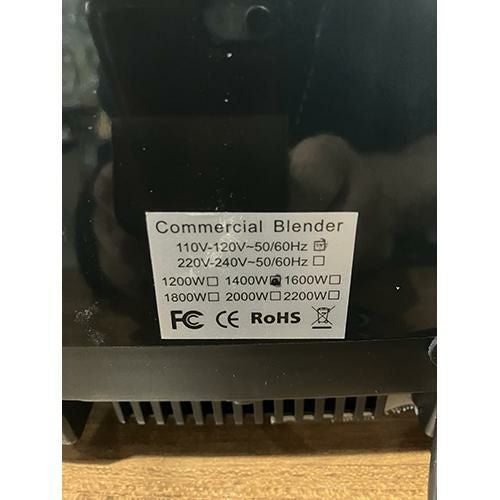 Commercial Blender
110V-120V~50/60Hz
220V-240V~50/60Hz
1200W 1400W 1600W
1800W 2000W 2200W
FC CE RoHS